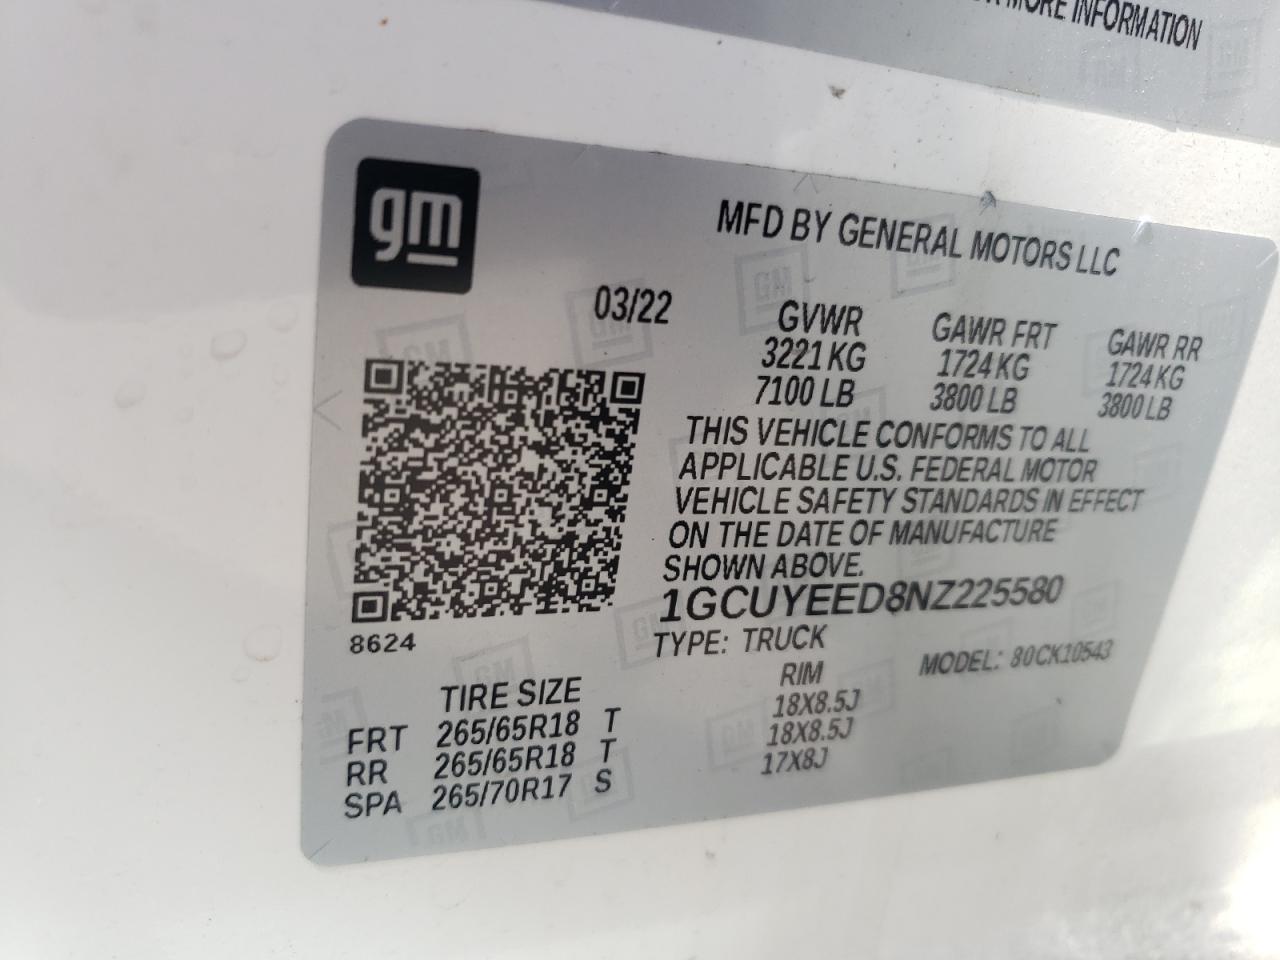 R MORE INFORMATION
gm
MFD BY GENERAL MOTORS LLC
03/22
GVWR GAWR FRT GAWR RR
3221 KG 1724 KG 1724 KG
7100 LB 3800 LB 3800 LB
THIS VEHICLE CONFORMS TO ALL
APPLICABLE U.S. FEDERAL MOTOR
VEHICLE SAFETY STANDARDS IN EFFECT
ON THE DATE OF MANUFACTURE
SHOWN ABOVE.
1GCUYEED8NZ225580
8624
TYPE: TRUCK MODEL: 80CK10543
TIRE SIZE RIM
FRT 265/65R18 T 18X8.5J
RR 265/65R18 T 18X8.5J
SPA 265/70R17 S 17X8J